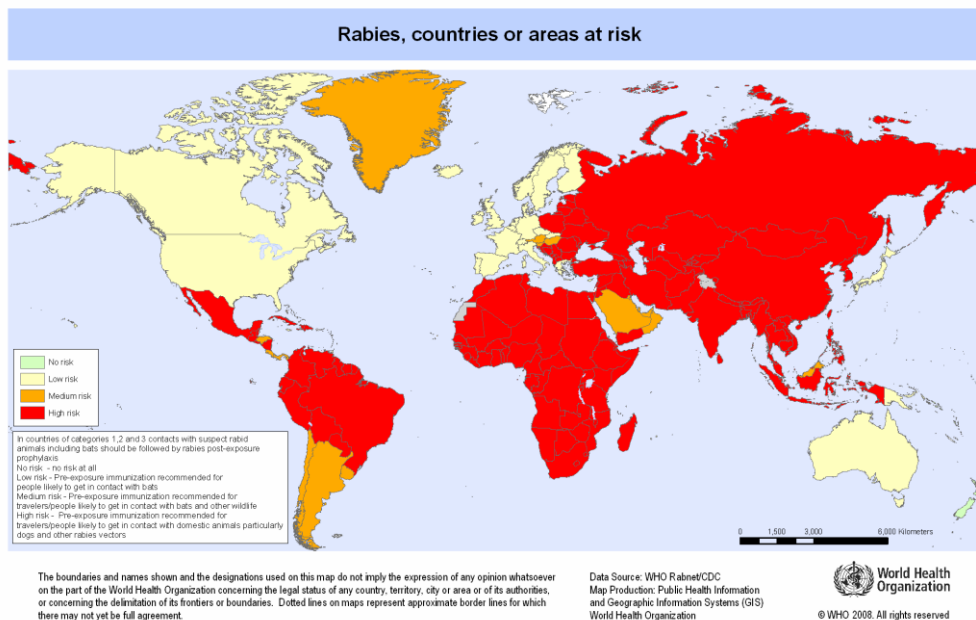 Rabies, countries or areas at risk
No risk
Low risk
Medium risk
High risk
In countries of categories 1,2 and 3 contacts with suspect rabid
animals including bats should be followed by rabies post-exposure
prophylaxis
No risk - no risk at all
Low risk - Pre-exposure immunization recommended for
people likely to get in contact with bats
Medium risk - Pre-exposure immunization recommended for
travelers/people likely to get in contact with bats and other wildlife
High risk - Pre-exposure immunization recommended for
travelers/people likely to get in contact with domestic animals particularly
dogs and other rabies vectors
0 1,500 3,000 6,000 Kilometers
The boundaries and names shown and the designations used on this map do not imply the expression of any opinion whatsoever
on the part of the World Health Organization concerning the legal status of any country, territory, city or area or of its authorities,
or concerning the delimitation of its frontiers or boundaries. Dotted lines on maps represent approximate border lines for which
there may not yet be full agreement.
Data Source: WHO Rabnet/CDC
Map Production: Public Health Information
and Geographic Information Systems (GIS)
World Health Organization
World Health
Organization
© WHO 2008. All rights reserved